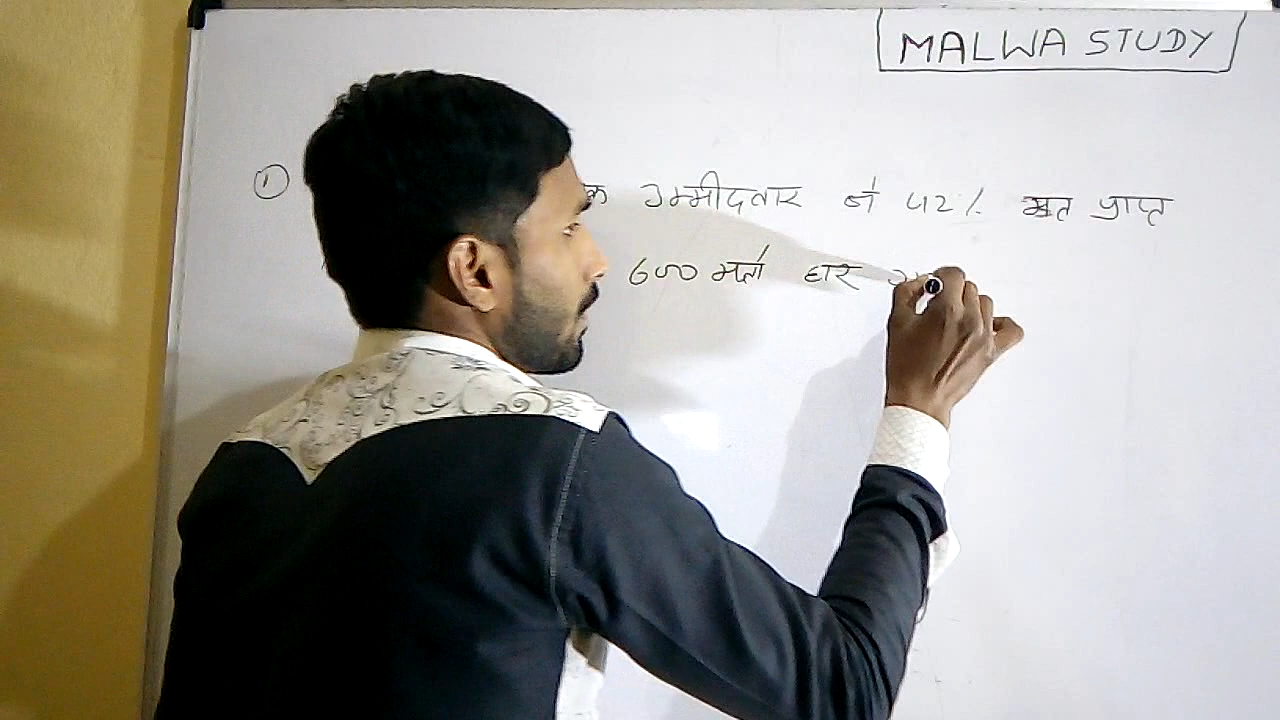 MALWA STUDY
① क उम्मीदवार ने 42% मत प्राप्त
600 मतों हार